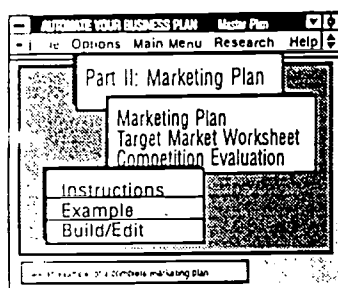 AUTOMATE YOUR BUSINESS PLAN Master Plan
Options Main Menu Research Help
Part II: Marketing Plan
Marketing Plan
Target Market Worksheet
Competition Evaluation
Instructions
Example
Build/Edit
example of a complete marketing plan